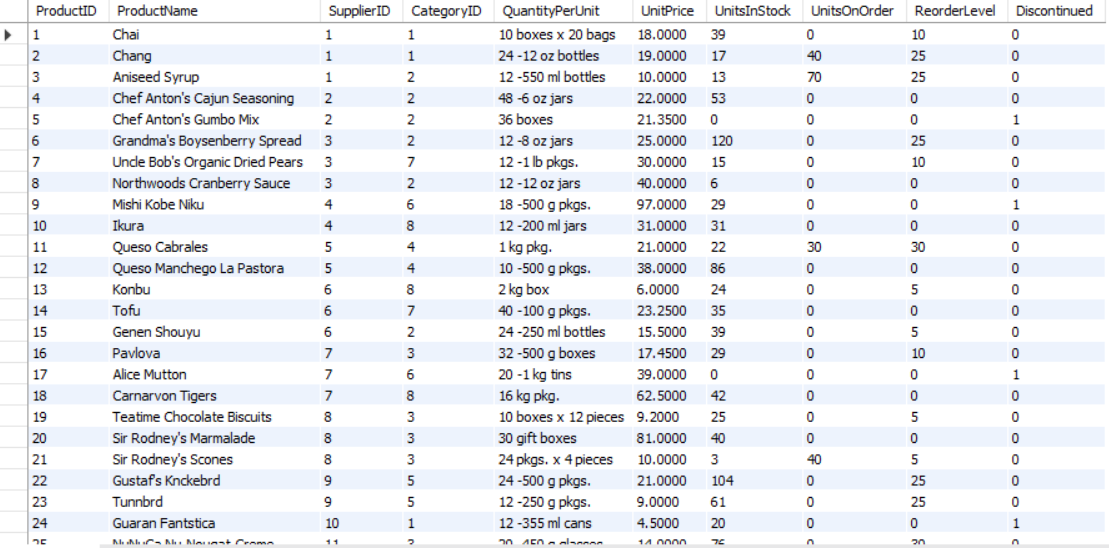 ProductID ProductName SupplierID CategoryID QuantityPerUnit UnitPrice UnitsInStock UnitsOnOrder ReorderLevel Discontinued
1 Chai 1 1 10 boxes x 20 bags 18.0000 39 0 10 0
2 Chang 1 1 24 -12 oz bottles 19.0000 17 40 25 0
3 Aniseed Syrup 1 2 12 -550 ml bottles 10.0000 13 70 25 0
4 Chef Anton's Cajun Seasoning 2 2 48 -6 oz jars 22.0000 53 0 0 0
5 Chef Anton's Gumbo Mix 2 2 36 boxes 21.3500 0 0 0 1
6 Grandma's Boysenberry Spread 3 2 12 -8 oz jars 25.0000 120 0 25 0
7 Uncle Bob's Organic Dried Pears 3 7 12 -1 lb pkgs. 30.0000 15 0 10 0
8 Northwoods Cranberry Sauce 3 2 12 -12 oz jars 40.0000 6 0 0 0
9 Mishi Kobe Niku 4 6 18 -500 g pkgs. 97.0000 29 0 0 1
10 Ikura 4 8 12 -200 ml jars 31.0000 31 0 0 0
11 Queso Cabrales 5 4 1 kg pkg. 21.0000 22 30 30 0
12 Queso Manchego La Pastora 5 4 10 -500 g pkgs. 38.0000 86 0 0 0
13 Konbu 6 8 2 kg box 6.0000 24 0 5 0
14 Tofu 6 7 40 -100 g pkgs. 23.2500 35 0 0 0
15 Genen Shouyu 6 2 24 -250 ml bottles 15.5000 39 0 5 0
16 Pavlova 7 3 32 -500 g boxes 17.4500 29 0 10 0
17 Alice Mutton 7 6 20 -1 kg tins 39.0000 0 0 0 1
18 Carnarvon Tigers 7 8 16 kg pkg. 62.5000 42 0 0 0
19 Teatime Chocolate Biscuits 8 3 10 boxes x 12 pieces 9.2000 25 0 5 0
20 Sir Rodney's Marmalade 8 3 30 gift boxes 81.0000 40 0 0 0
21 Sir Rodney's Scones 8 3 24 pkgs. x 4 pieces 10.0000 3 40 5 0
22 Gustaf's Knckebrd 9 5 24 -500 g pkgs. 21.0000 104 0 25 0
23 Tunnbrd 9 5 12 -250 g pkgs. 9.0000 61 0 25 0
24 Guaran Fantstica 10 1 12 -355 ml cans 4.5000 20 0 0 1
25 NuNuCa Nu-Nougat-Creme 11 3 20 -450 g glasses 14.0000 76 0 30 0